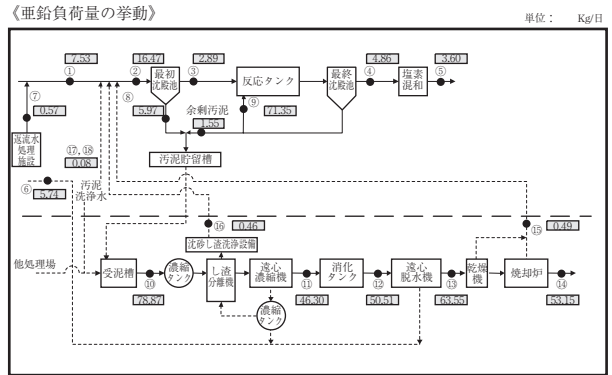 《亜鉛負荷量の挙動》
単位： Kg/日
7.53
16.47
2.89
4.86
3.60
①
②
最初
沈殿池
③
反応タンク
最終
沈殿池
④
塩素
混和
⑤
⑦
⑧
⑨
0.57
5.97
余剰汚泥
71.35
1.55
返流水
処理
施設
⑰,⑱
0.08
汚泥貯留槽
⑥
5.74
汚泥
洗浄水
⑯
0.46
⑮
0.49
沈砂し渣洗浄設備
他処理場
受泥槽
⑩
濃縮
タンク
し渣
分離機
遠心
濃縮機
⑪
消化
タンク
⑫
遠心
脱水機
⑬
乾燥
機
焼却炉
⑭
78.87
46.30
50.51
63.55
53.15
濃縮
タンク